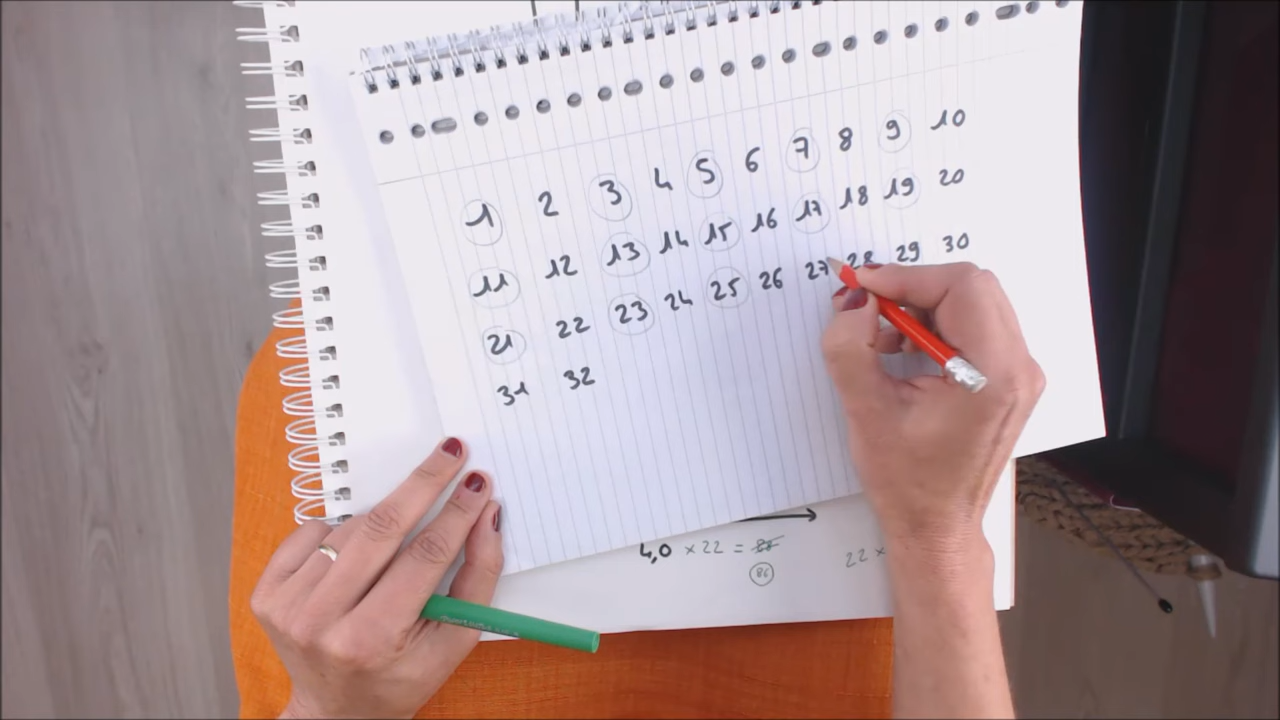 1 2 3 4 5 6 7 8 9 10
11 12 13 14 15 16 17 18 19 20
21 22 23 24 25 26 27 28 29 30
31 32
4,0 × 22 = 
86
22 ×